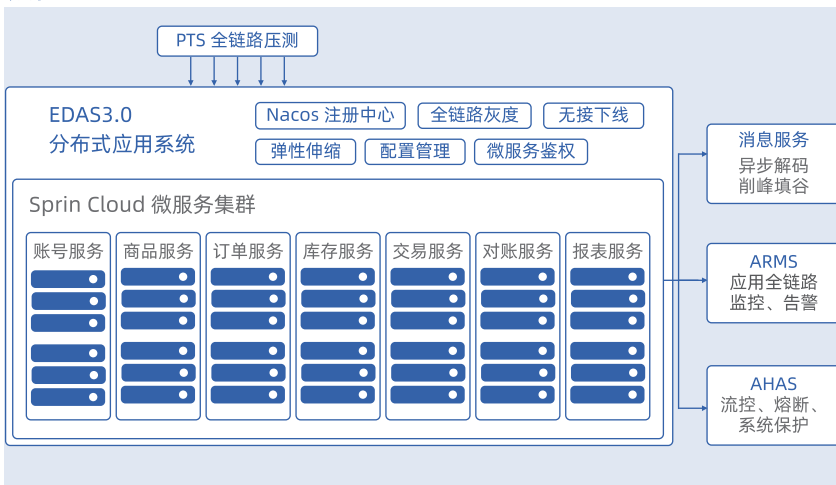 PTS 全链路压测
EDAS3.0
分布式应用系统
Nacos 注册中心
全链路灰度
无接下线
弹性伸缩
配置管理
微服务鉴权
Sprin Cloud 微服务集群
账号服务
商品服务
订单服务
库存服务
交易服务
对账服务
报表服务
消息服务
异步解码
削峰填谷
ARMS
应用全链路
监控、告警
AHAS
流控、熔断、
系统保护